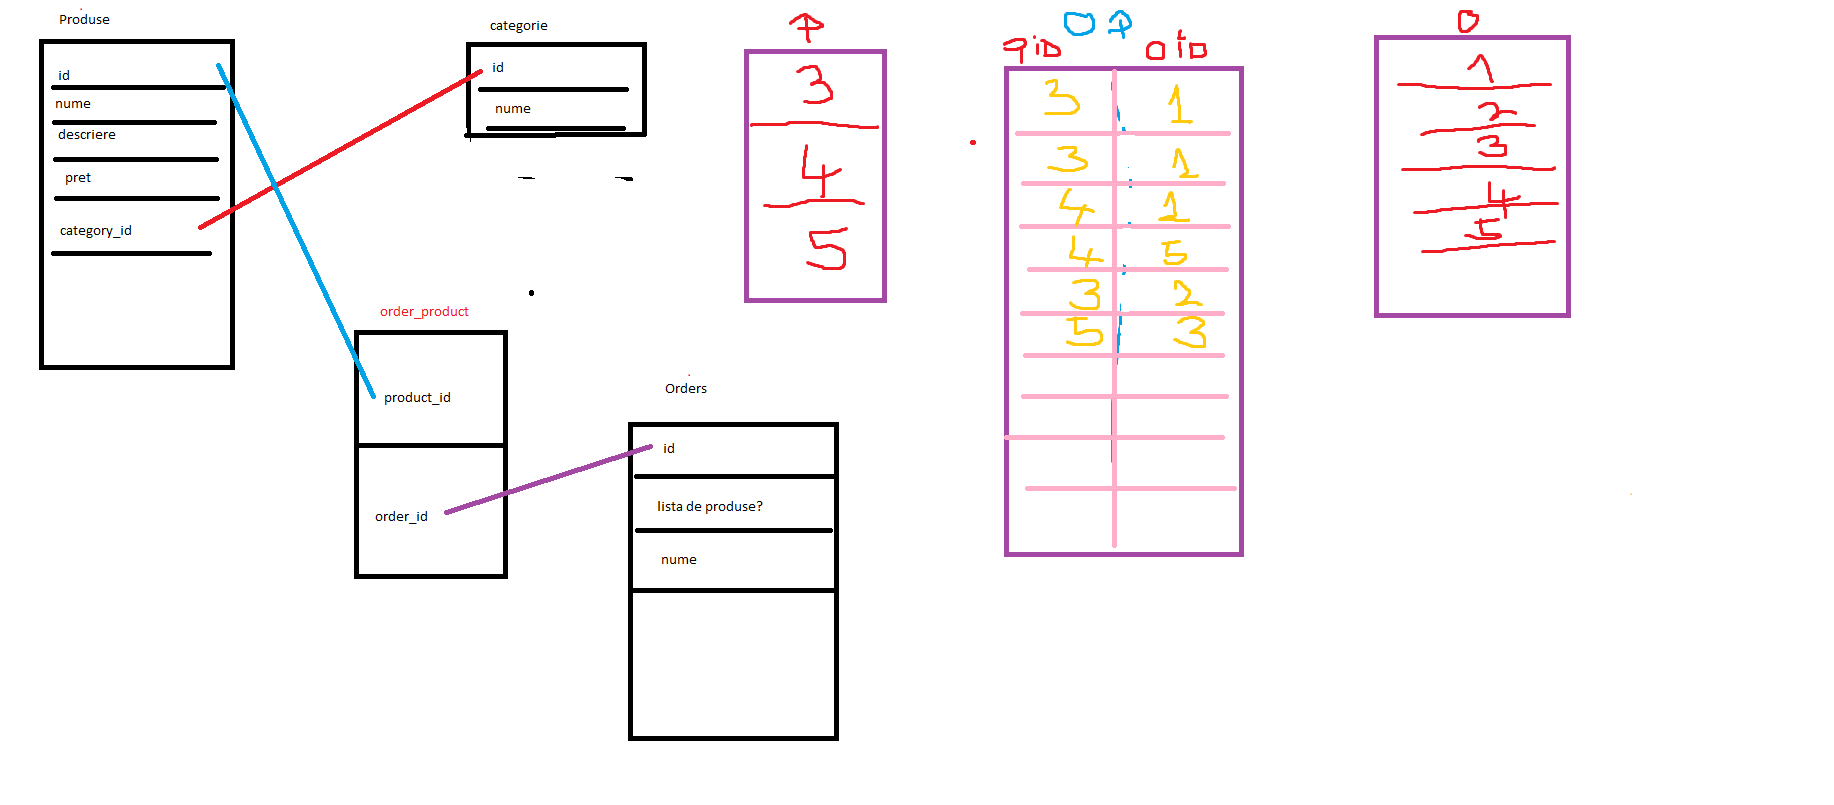 Produse
id
nume
descriere
pret
category_id
categorie
id
nume
order_product
product_id
order_id
Orders
id
lista de produse?
nume
P
3
4
5
OP
PiD OiD
3 1
3 1
4 1
4 5
3 2
5 3
O
1
2
3
4
5